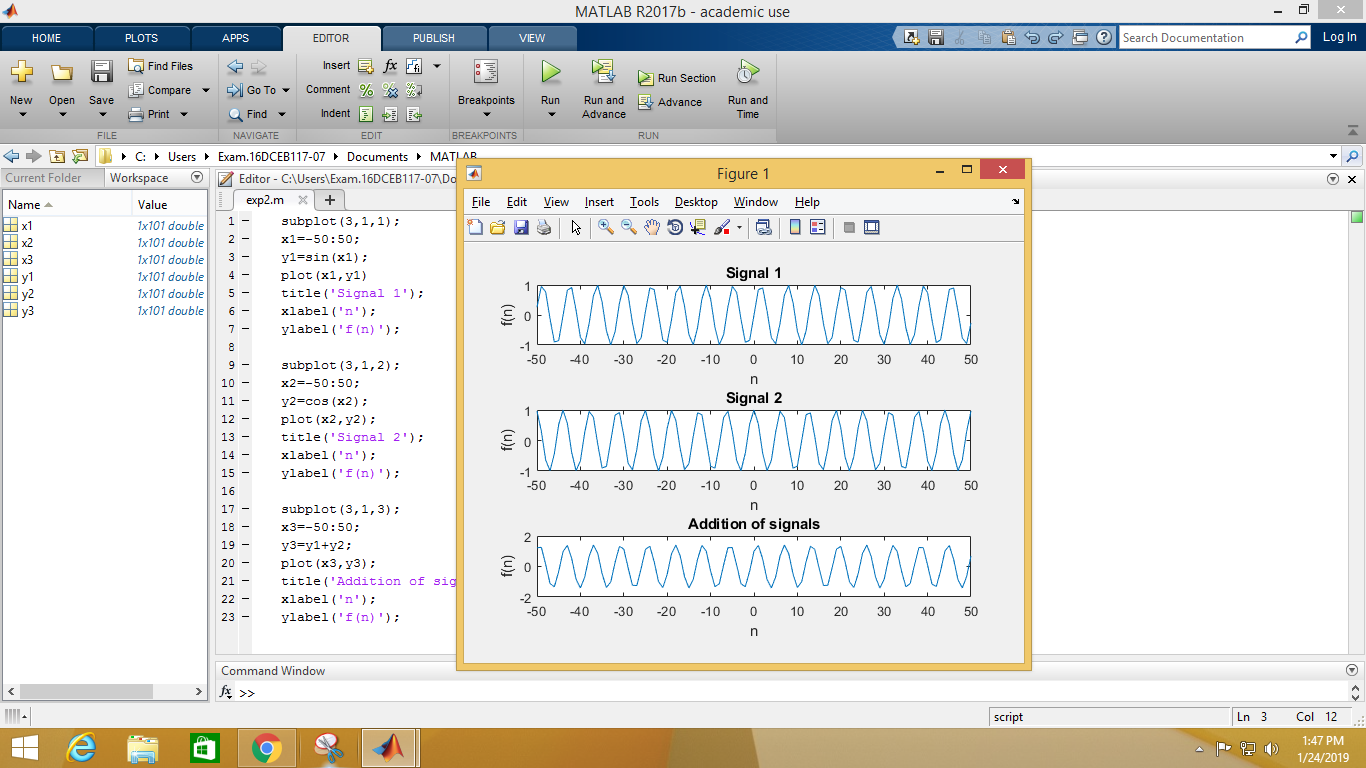 MATLAB R2017b - academic use
HOME PLOTS APPS EDITOR PUBLISH VIEW
Search Documentation Log In
New Open Save Find Files Compare Print
Go To Find
Insert fx Comment Indent
Breakpoints
Run Run and Advance Run Section Advance Run and Time
FILE NAVIGATE EDIT BREAKPOINTS RUN
C: Users Exam.16DCEB117-07 Documents MATLAB
Current Folder Workspace
Name Value
x1 1x101 double
x2 1x101 double
x3 1x101 double
y1 1x101 double
y2 1x101 double
y3 1x101 double
Editor - C:\Users\Exam.16DCEB117-07\Do
exp2.m
1 subplot(3,1,1);
2 x1=-50:50;
3 y1=sin(x1);
4 plot(x1,y1)
5 title('Signal 1');
6 xlabel('n');
7 ylabel('f(n)');
8
9 subplot(3,1,2);
10 x2=-50:50;
11 y2=cos(x2);
12 plot(x2,y2);
13 title('Signal 2');
14 xlabel('n');
15 ylabel('f(n)');
16
17 subplot(3,1,3);
18 x3=-50:50;
19 y3=y1+y2;
20 plot(x3,y3);
21 title('Addition of sig
22 xlabel('n');
23 ylabel('f(n)');
Figure 1
File Edit View Insert Tools Desktop Window Help
Signal 1
f(n)
1
0
-1
-50 -40 -30 -20 -10 0 10 20 30 40 50
n
Signal 2
f(n)
1
0
-1
-50 -40 -30 -20 -10 0 10 20 30 40 50
n
Addition of signals
f(n)
2
0
-2
-50 -40 -30 -20 -10 0 10 20 30 40 50
n
Command Window
fx >>
script Ln 3 Col 12
1:47 PM
1/24/2019